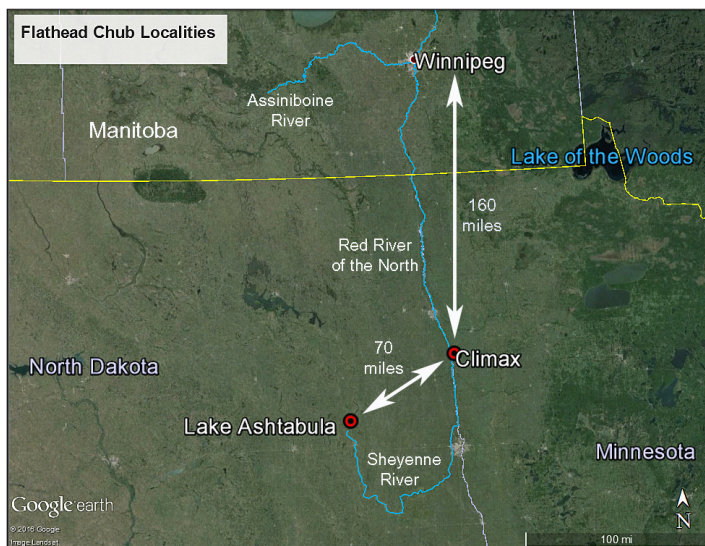 Flathead Chub Localities
Winnipeg
Assiniboine
River
Manitoba
Lake of the Woods
160
miles
Red River
of the North
70
miles
Climax
North Dakota
Lake Ashtabula
Minnesota
Sheyenne
River
Google earth
N
© 2016 Google
Image Landsat
100 mi